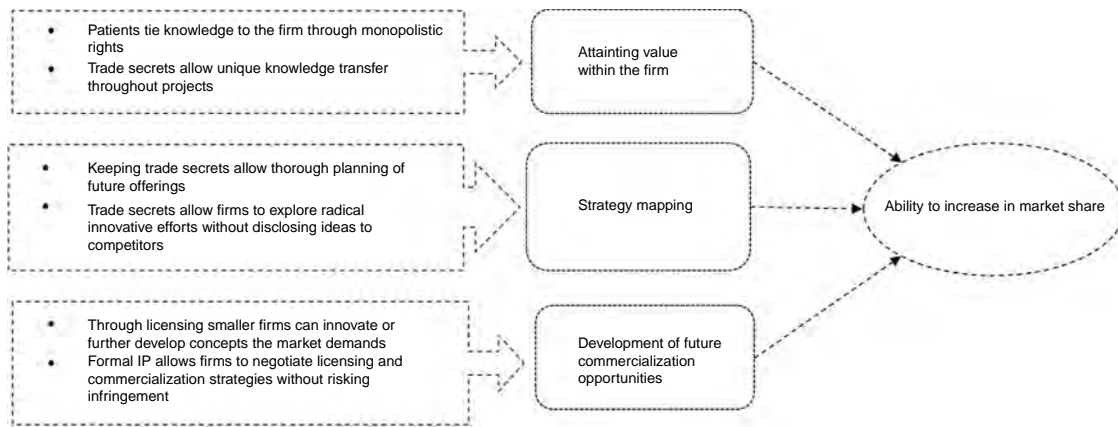 • Patients tie knowledge to the firm through monopolistic
rights
• Trade secrets allow unique knowledge transfer
throughout projects
Attainting value
within the firm
• Keeping trade secrets allow thorough planning of
future offerings
• Trade secrets allow firms to explore radical
innovative efforts without disclosing ideas to
competitors
Strategy mapping
Ability to increase in market share
• Through licensing smaller firms can innovate or
further develop concepts the market demands
• Formal IP allows firms to negotiate licensing and
commercialization strategies without risking
infringement
Development of future
commercialization
opportunities